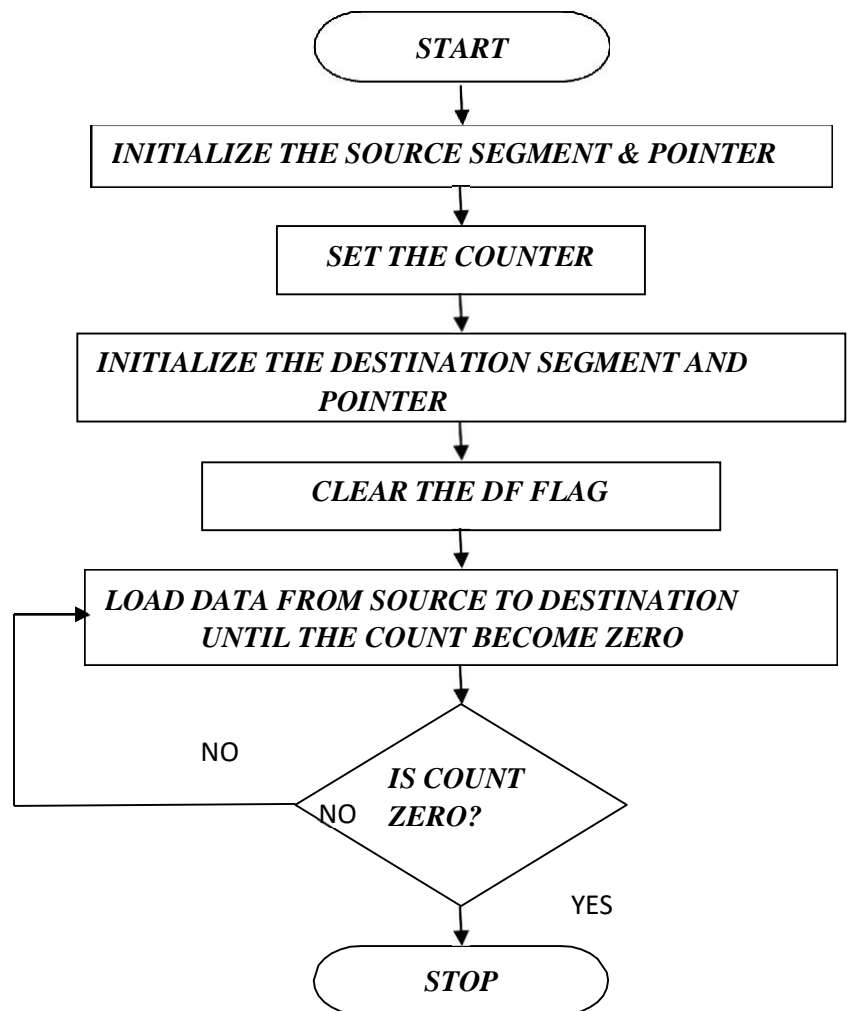 START
INITIALIZE THE SOURCE SEGMENT & POINTER
SET THE COUNTER
INITIALIZE THE DESTINATION SEGMENT AND
POINTER
CLEAR THE DF FLAG
LOAD DATA FROM SOURCE TO DESTINATION
UNTIL THE COUNT BECOME ZERO
NO
IS COUNT
NO ZERO?
YES
STOP